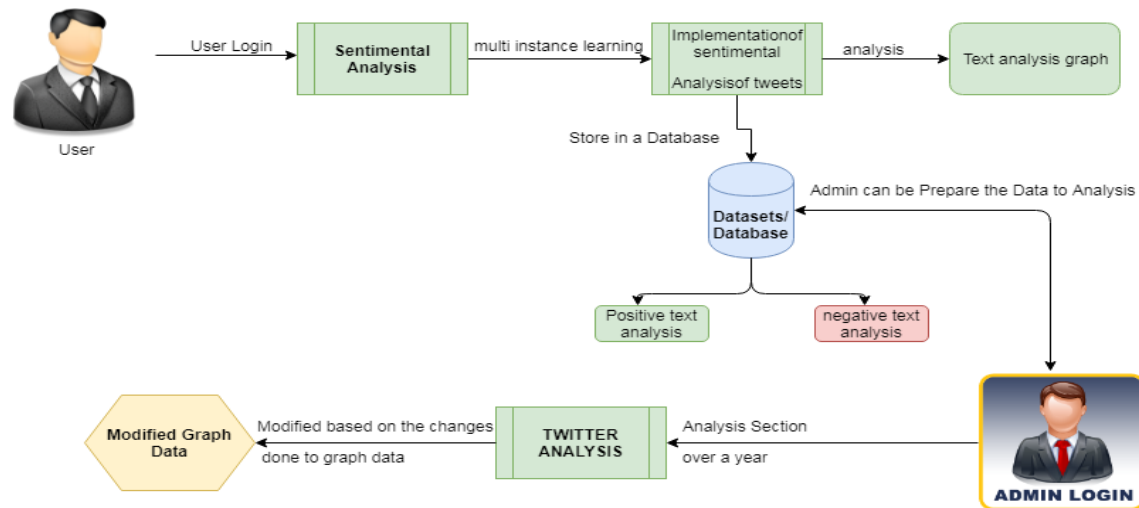 User Login
Sentimental
Analysis
multi instance learning
Implementationof
sentimental
Analysisof tweets
analysis
Text analysis graph
User
Store in a Database
Admin can be Prepare the Data to Analysis
Datasets/
Database
Positive text
analysis
negative text
analysis
Modified Graph
Data
Modified based on the changes
done to graph data
TWITTER
ANALYSIS
Analysis Section
over a year
ADMIN LOGIN